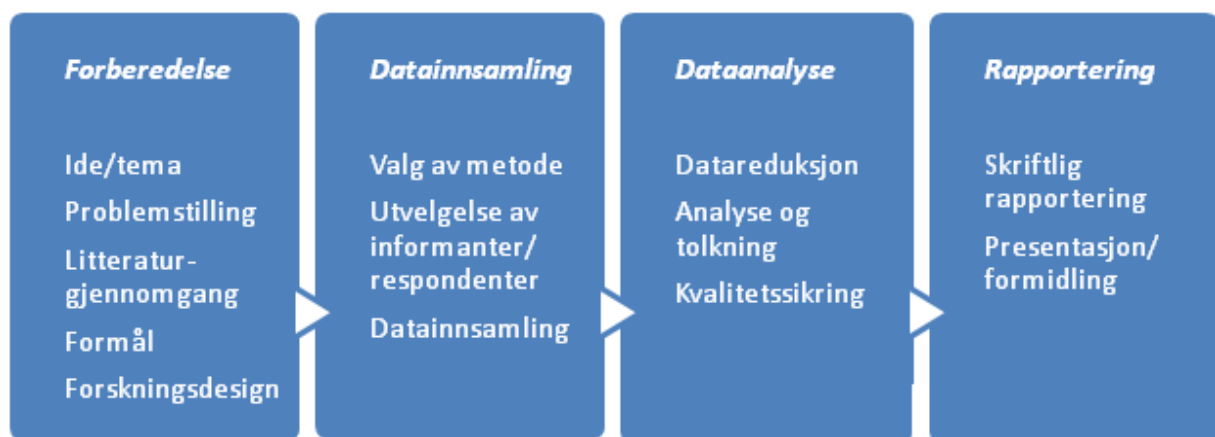 Forberedelse
Ide/tema
Problemstilling
Litteratur-
gjennomgang
Formål
Forskningsdesign
Datainnsamling
Valg av metode
Utvelgelse av
informanter/
respondenter
Datainnsamling
Dataanalyse
Datareduksjon
Analyse og
tolkning
Kvalitetssikring
Rapportering
Skriftlig
rapportering
Presentasjon/
formidling